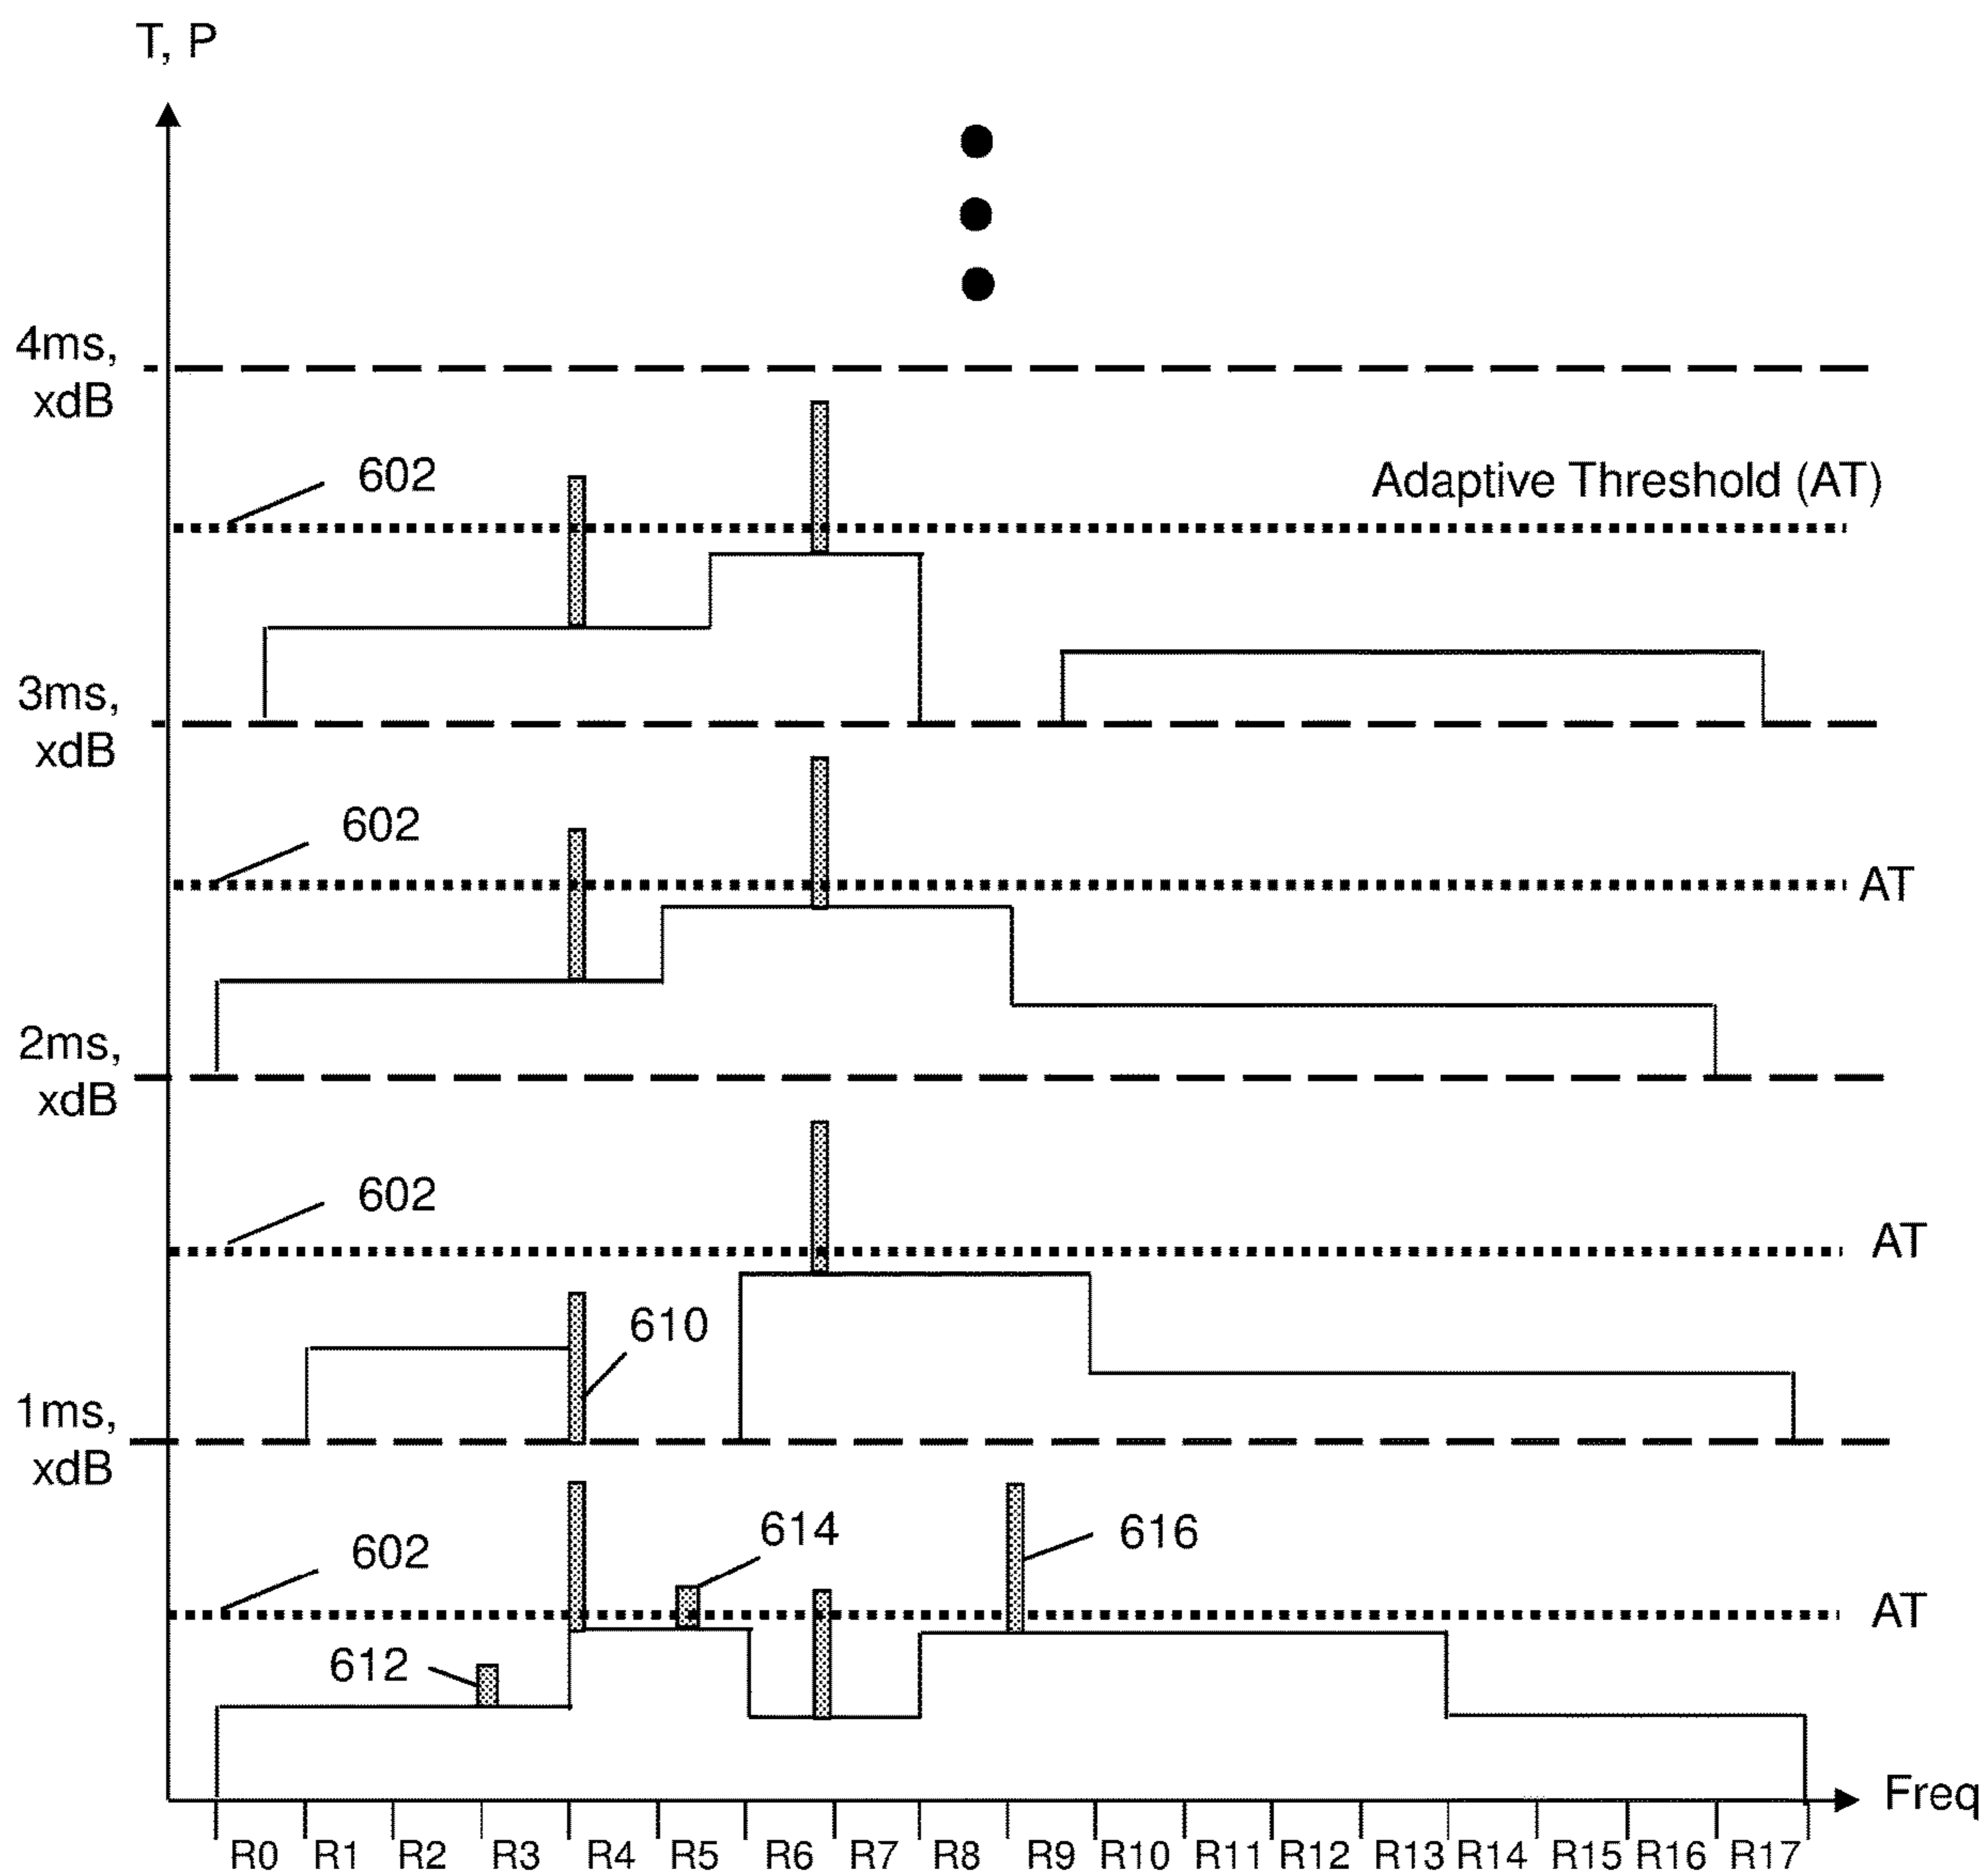 T, P
4ms,
xdB
602
Adaptive Threshold (AT)
3ms,
xdB
602
AT
2ms,
xdB
602
AT
610
1ms,
xdB
602
614
616
AT
612
Freq
R0 R1 R2 R3 R4 R5 R6 R7 R8 R9 R10 R11 R12 R13 R14 R15 R16 R17